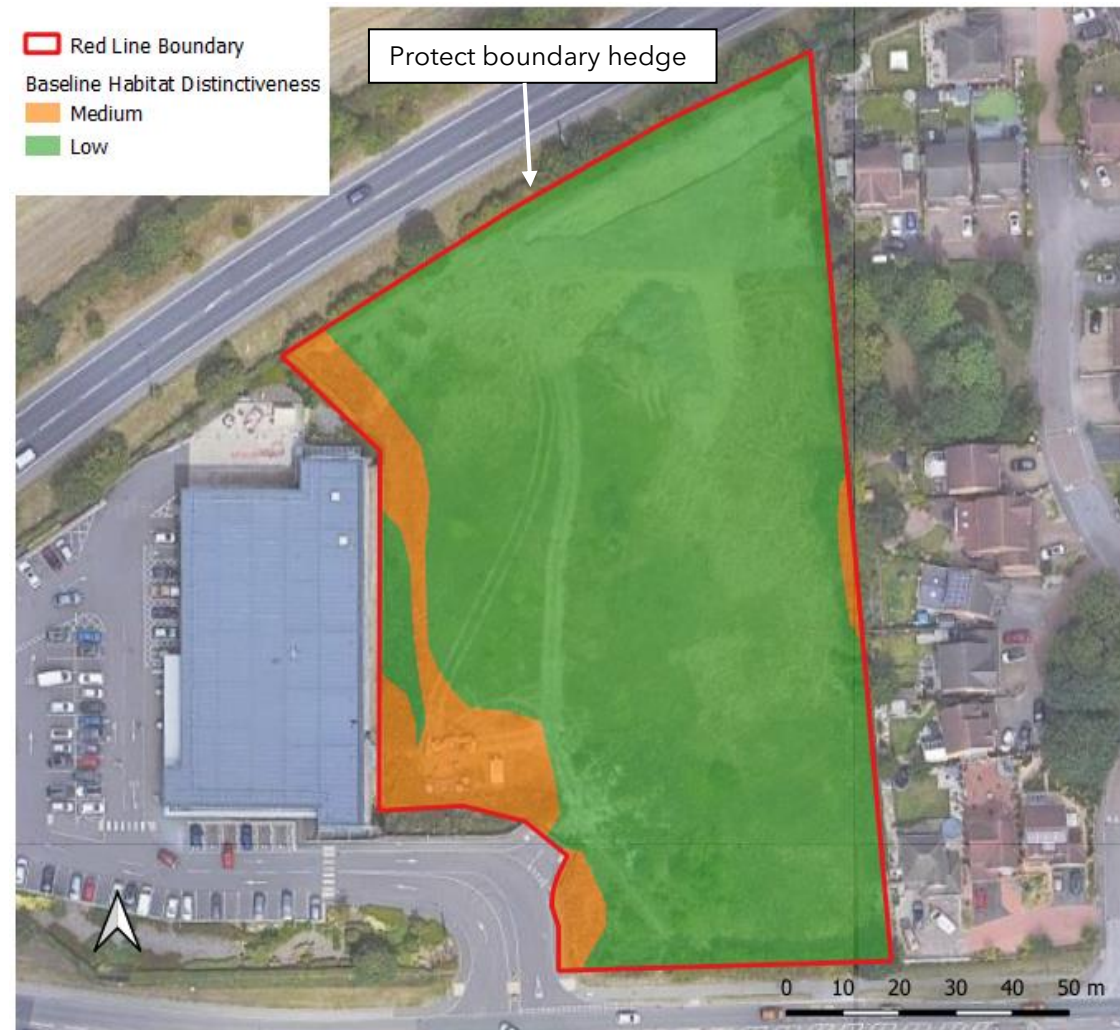 Red Line Boundary
Baseline Habitat Distinctiveness
Medium
Low
Protect boundary hedge
0 10 20 30 40 50 m